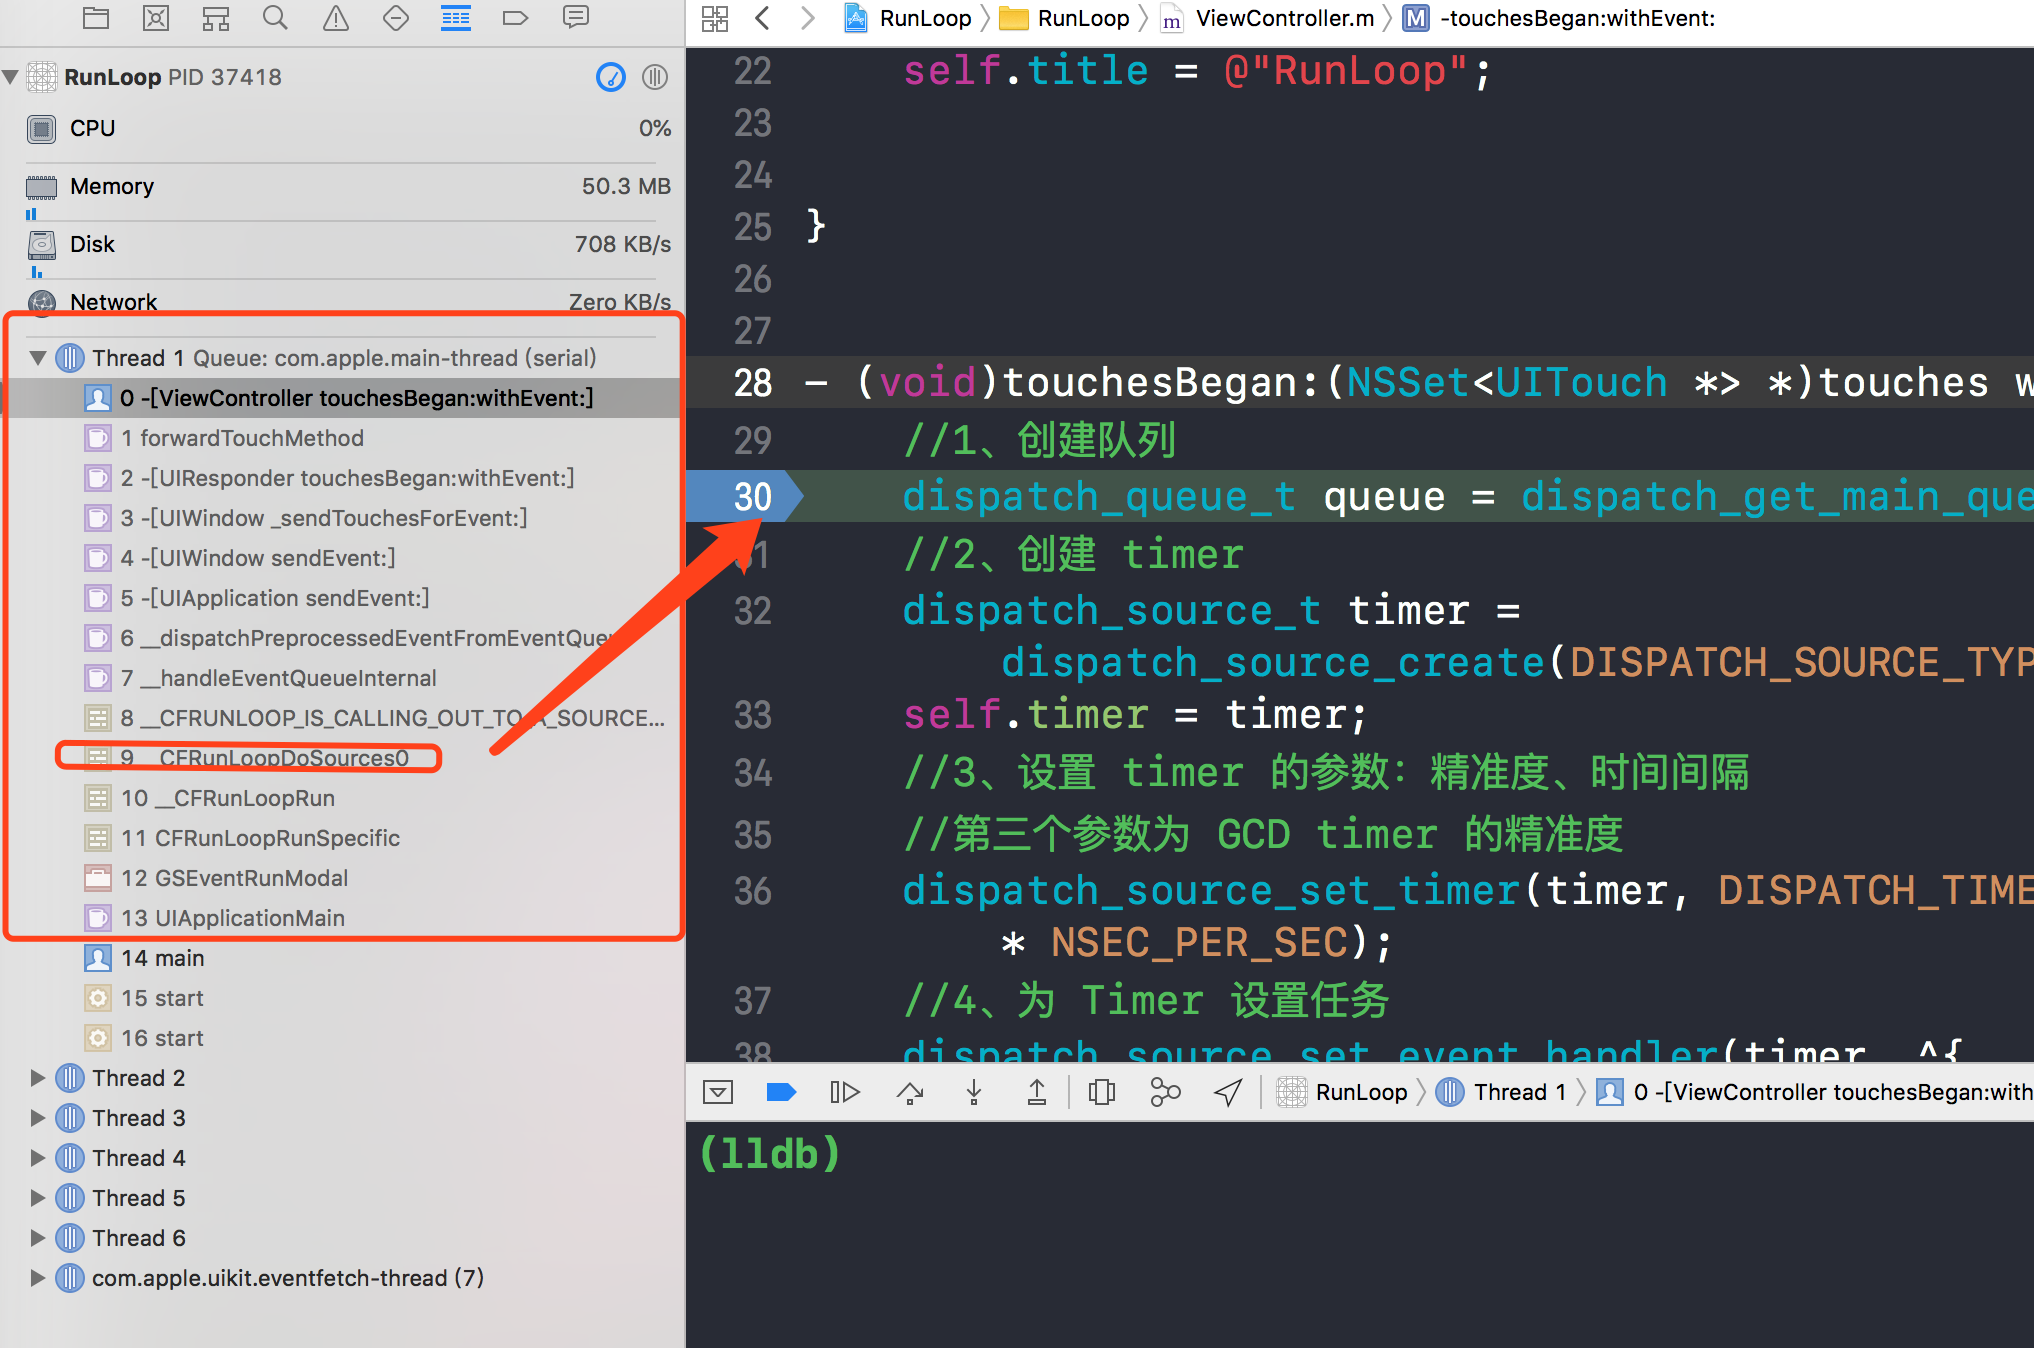 RunLoop PID 37418
CPU 0%
Memory 50.3 MB
Disk 708 KB/s
Network Zero KB/s
Thread 1 Queue: com.apple.main-thread (serial)
0 -[ViewController touchesBegan:withEvent:]
1 forwardTouchMethod
2 -[UIResponder touchesBegan:withEvent:]
3 -[UIWindow _sendTouchesForEvent:]
4 -[UIWindow sendEvent:]
5 -[UIApplication sendEvent:]
6 __dispatchPreprocessedEventFromEventQueu
7 __handleEventQueueInternal
8 __CFRUNLOOP_IS_CALLING_OUT_TO_A_SOURCE...
9 __CFRunLoopDoSources0
10 __CFRunLoopRun
11 CFRunLoopRunSpecific
12 GSEventRunModal
13 UIApplicationMain
14 main
15 start
16 start
Thread 2
Thread 3
Thread 4
Thread 5
Thread 6
com.apple.uikit.eventfetch-thread (7)
RunLoop RunLoop m ViewController.m M -touchesBegan:withEvent:
22 self.title = @"RunLoop";
23
24
25 }
26
27
28 - (void)touchesBegan:(NSSet<UITouch *> *)touches w
29 //1、创建队列
30 dispatch_queue_t queue = dispatch_get_main_que
31 //2、创建 timer
32 dispatch_source_t timer =
dispatch_source_create(DISPATCH_SOURCE_TYP
33 self.timer = timer;
34 //3、设置 timer 的参数：精准度、时间间隔
35 //第三个参数为 GCD timer 的精准度
36 dispatch_source_set_timer(timer, DISPATCH_TIME
* NSEC_PER_SEC);
37 //4、为 Timer 设置任务
38 dispatch_source_set_event_handler(timer, ^{
RunLoop Thread 1 0 -[ViewController touchesBegan:with
(lldb)